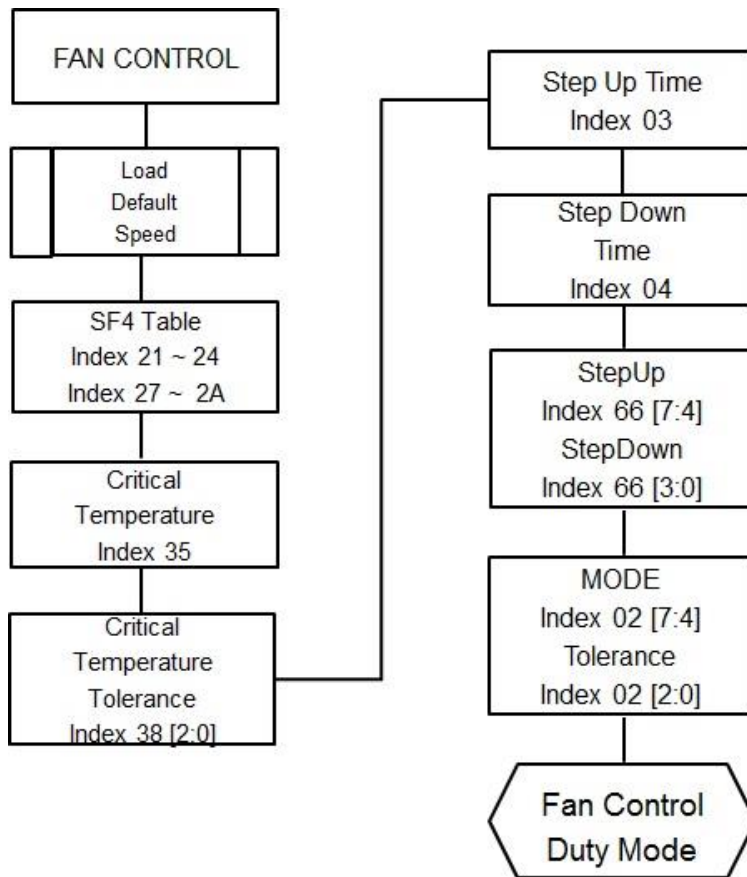 FAN CONTROL
Load
Default
Speed
SF4 Table
Index 21 ~ 24
Index 27 ~ 2A
Critical
Temperature
Index 35
Critical
Temperature
Tolerance
Index 38 [2:0]
Step Up Time
Index 03
Step Down
Time
Index 04
StepUp
Index 66 [7:4]
StepDown
Index 66 [3:0]
MODE
Index 02 [7:4]
Tolerance
Index 02 [2:0]
Fan Control
Duty Mode